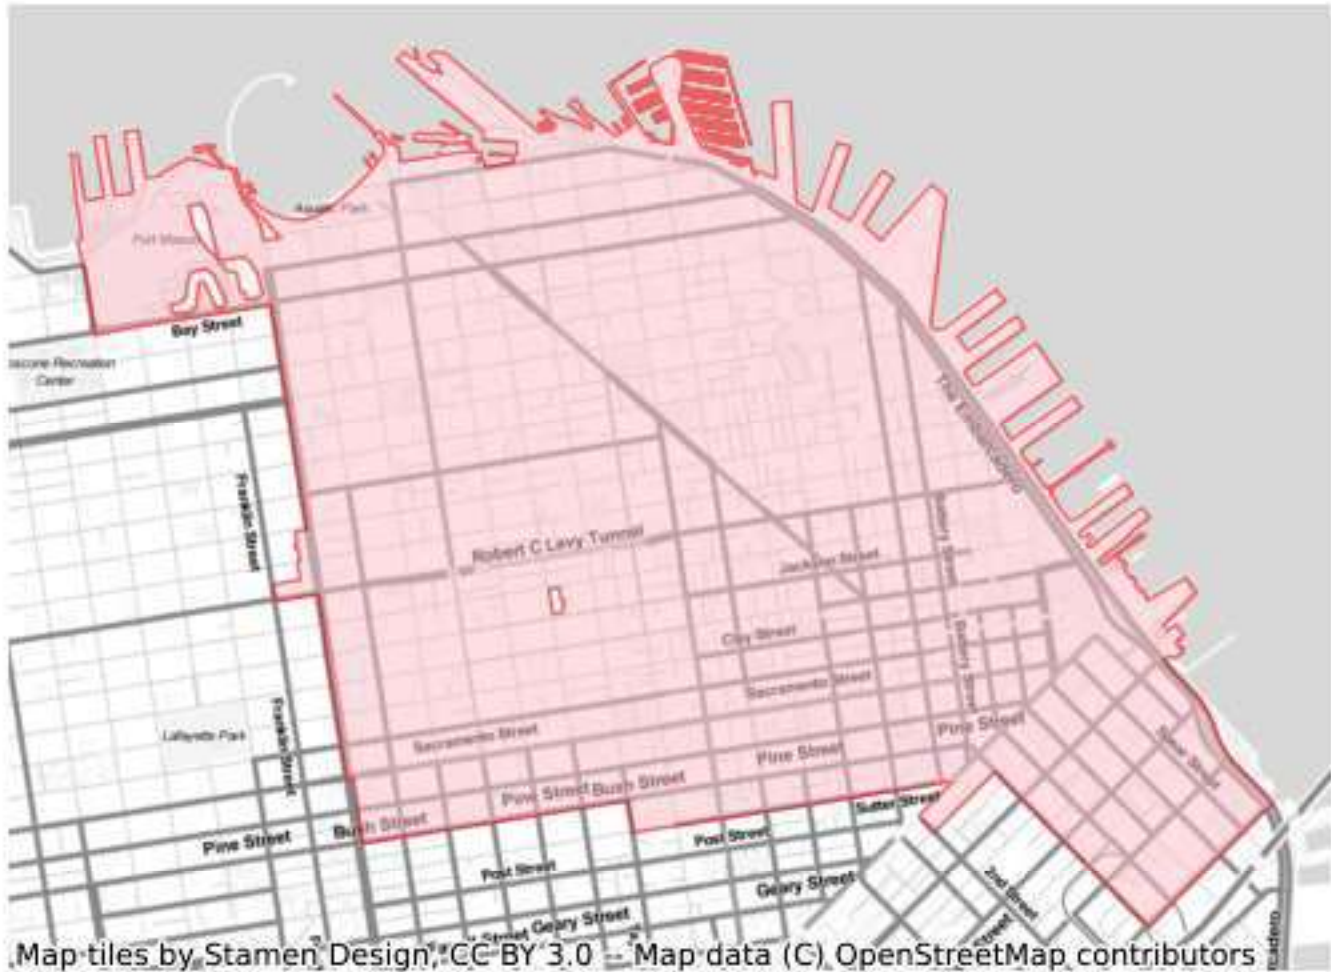 Aquatic Park
Fort Mason
Bay Street
Center
The Embarcadero
Franklin Street
Robert C Levy Tunnel
Battery Street
Jackson Street
Clay Street
Battery Street
Sacramento Street
Lafayette Park
Franklin Street
Sacramento Street
Pine Street
Pine Street
Spear Street
Pine Street
Bush Street
Sutter Street
Bush Street
Pine Street
Post Street
Post Street
Geary Street
2nd Street
Geary Street
Street
Street
Map tiles by Stamen Design, CC BY 3.0 -- Map data (C) OpenStreetMap contributors